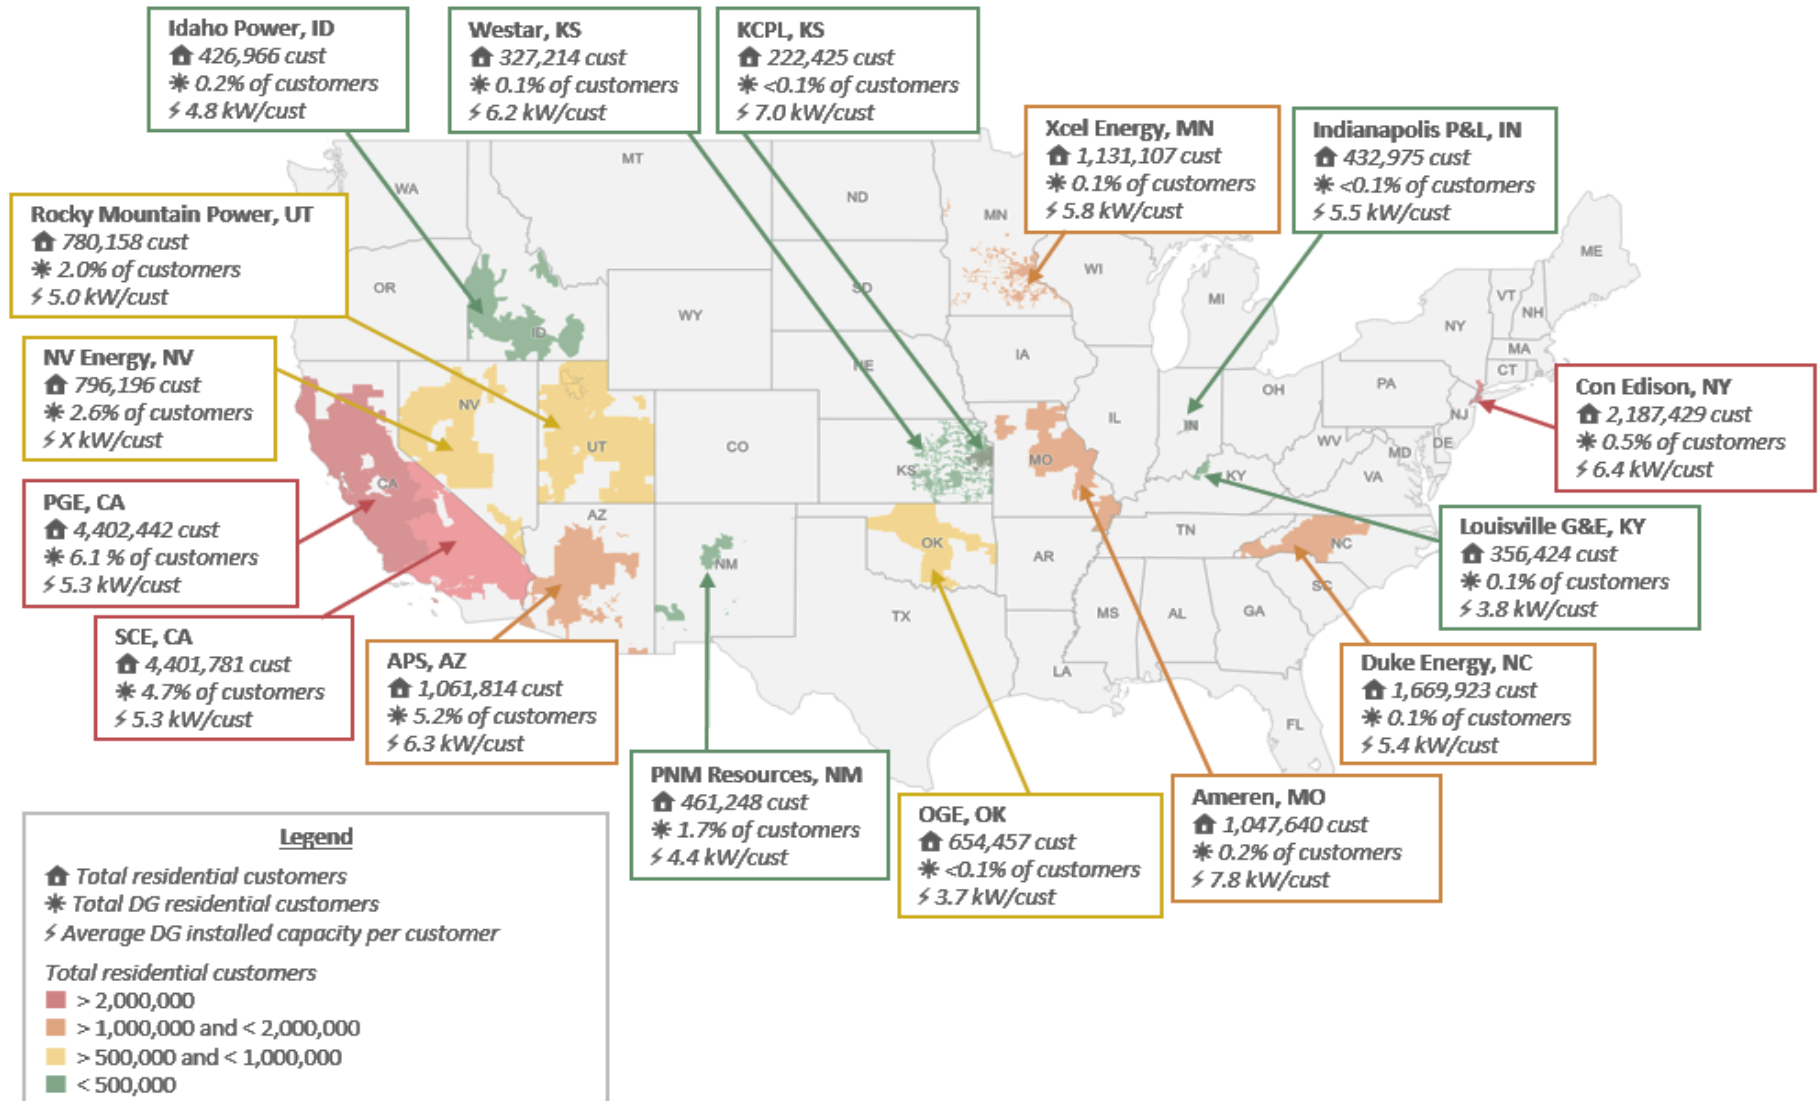 Idaho Power, ID
426,966 cust
0.2% of customers
4.8 kW/cust
Westar, KS
327,214 cust
0.1% of customers
6.2 kW/cust
KCPL, KS
222,425 cust
<0.1% of customers
7.0 kW/cust
Xcel Energy, MN
1,131,107 cust
0.1% of customers
5.8 kW/cust
Indianapolis P&L, IN
432,975 cust
<0.1% of customers
5.5 kW/cust
Rocky Mountain Power, UT
780,158 cust
2.0% of customers
5.0 kW/cust
NV Energy, NV
796,196 cust
2.6% of customers
X kW/cust
PGE, CA
4,402,442 cust
6.1 % of customers
5.3 kW/cust
SCE, CA
4,401,781 cust
4.7% of customers
5.3 kW/cust
APS, AZ
1,061,814 cust
5.2% of customers
6.3 kW/cust
PNM Resources, NM
461,248 cust
1.7% of customers
4.4 kW/cust
OGE, OK
654,457 cust
<0.1% of customers
3.7 kW/cust
Ameren, MO
1,047,640 cust
0.2% of customers
7.8 kW/cust
Duke Energy, NC
1,669,923 cust
0.1% of customers
5.4 kW/cust
Louisville G&E, KY
356,424 cust
0.1% of customers
3.8 kW/cust
Con Edison, NY
2,187,429 cust
0.5% of customers
6.4 kW/cust
WA
MT
ND
MN
OR
ID
WY
SD
WI
MI
NY
VT
NH
ME
MA
CT
NV
UT
CO
NE
IA
IL
IN
OH
PA
NJ
DE
MD
WV
VA
KY
CA
AZ
NM
KS
MO
OK
AR
TN
NC
SC
TX
LA
MS
AL
GA
FL
Legend
Total residential customers
Total DG residential customers
Average DG installed capacity per customer
Total residential customers
> 2,000,000
> 1,000,000 and < 2,000,000
> 500,000 and < 1,000,000
< 500,000